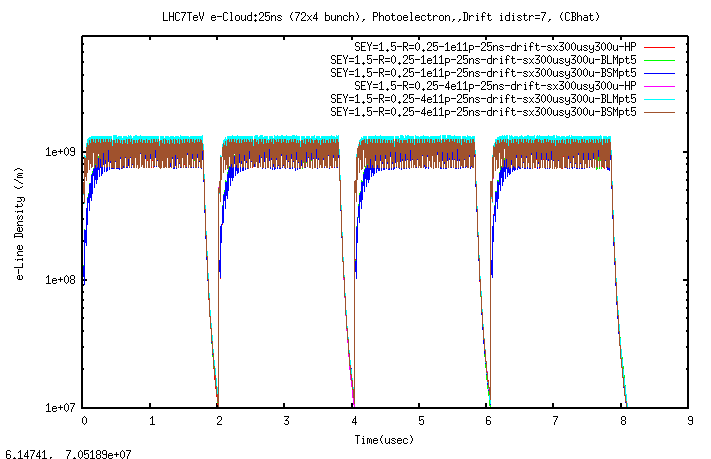 LHC7TeV e-Cloud:25ns (72x4 bunch), Photoelectron,,Drift idistr=7, (CBhat)
SEY=1.5-R=0.25-1e11p-25ns-drift-sx300usy300u-HP
SEY=1.5-R=0.25-1e11p-25ns-drift-sx300usy300u-BLMpt5
SEY=1.5-R=0.25-1e11p-25ns-drift-sx300usy300u-BSMpt5
SEY=1.5-R=0.25-4e11p-25ns-drift-sx300usy300u-HP
SEY=1.5-R=0.25-4e11p-25ns-drift-sx300usy300u-BLMpt5
SEY=1.5-R=0.25-4e11p-25ns-drift-sx300usy300u-BSMpt5
1e+09
e-Line Density (/m)
1e+08
1e+07
0 1 2 3 4 5 6 7 8 9
Time(usec)
6.14741, 7.05189e+07